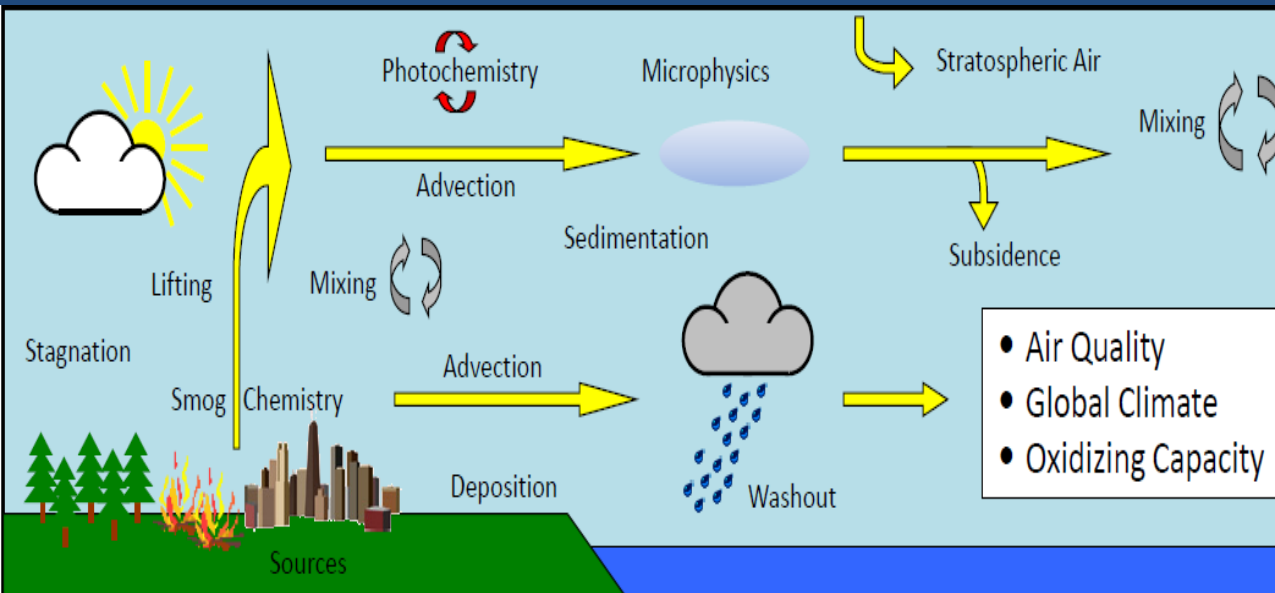 Photochemistry
Microphysics
Stratospheric Air
Mixing
Advection
Sedimentation
Subsidence
Lifting
Mixing
Stagnation
Advection
Smog Chemistry
• Air Quality
• Global Climate
• Oxidizing Capacity
Deposition
Washout
Sources